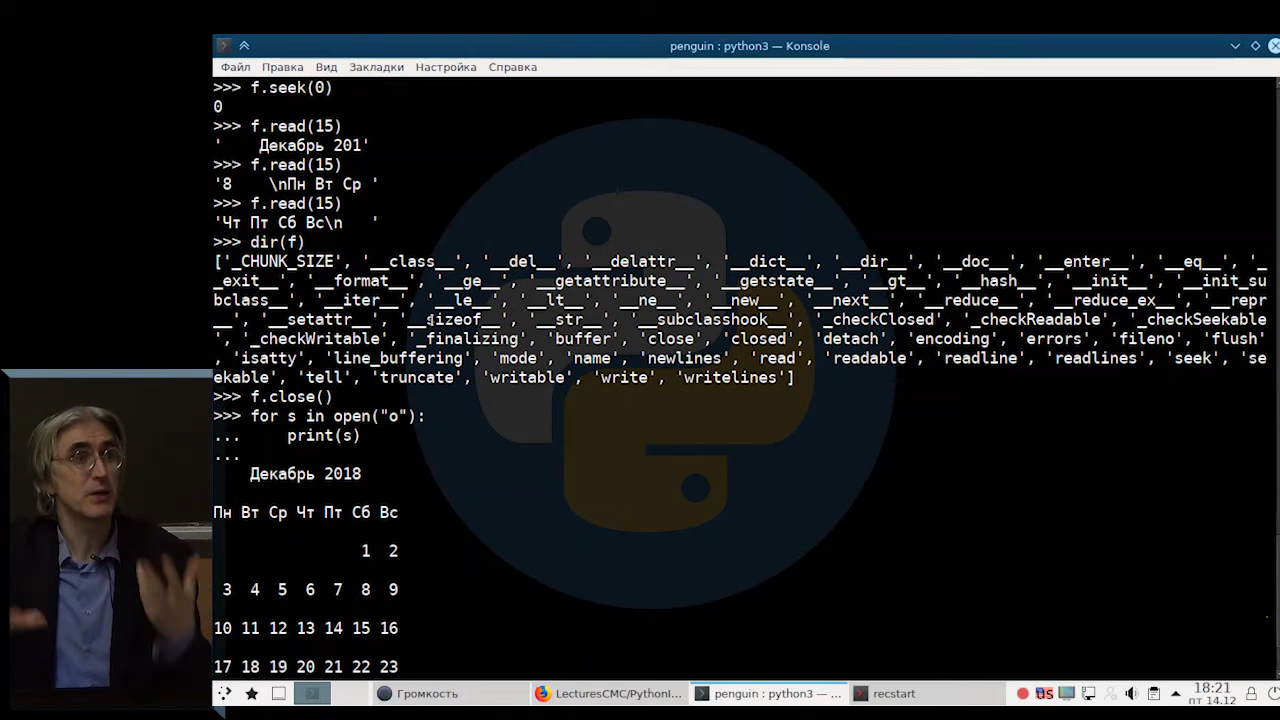 penguin : python3 — Konsole
Файл Правка Вид Закладки Настройка Справка
>>> f.seek(0)
0
>>> f.read(15)
'    Декабрь 201'
>>> f.read(15)
'8    \nПн Вт Ср '
>>> f.read(15)
'Чт Пт Сб Вс\n   '
>>> dir(f)
['_CHUNK_SIZE', '__class__', '__del__', '__delattr__', '__dict__', '__dir__', '__doc__', '__enter__', '__eq__', '_
_exit__', '__format__', '__ge__', '__getattribute__', '__getstate__', '__gt__', '__hash__', '__init__', '__init_su
bclass__', '__iter__', '__le__', '__lt__', '__ne__', '__new__', '__next__', '__reduce__', '__reduce_ex__', '__repr
__', '__setattr__', '__sizeof__', '__str__', '__subclasshook__', '_checkClosed', '_checkReadable', '_checkSeekable
', '_checkWritable', '_finalizing', 'buffer', 'close', 'closed', 'detach', 'encoding', 'errors', 'fileno', 'flush'
, 'isatty', 'line_buffering', 'mode', 'name', 'newlines', 'read', 'readable', 'readline', 'readlines', 'seek', 'se
ekable', 'tell', 'truncate', 'writable', 'write', 'writelines']
>>> f.close()
>>> for s in open("o"):
...     print(s)
...
    Декабрь 2018
Пн Вт Ср Чт Пт Сб Вс
                1  2
 3  4  5  6  7  8  9
10 11 12 13 14 15 16
17 18 19 20 21 22 23
Громкость LecturesCMC/PythonI... penguin : python3 — ... recstart us 18:21
пт 14.12